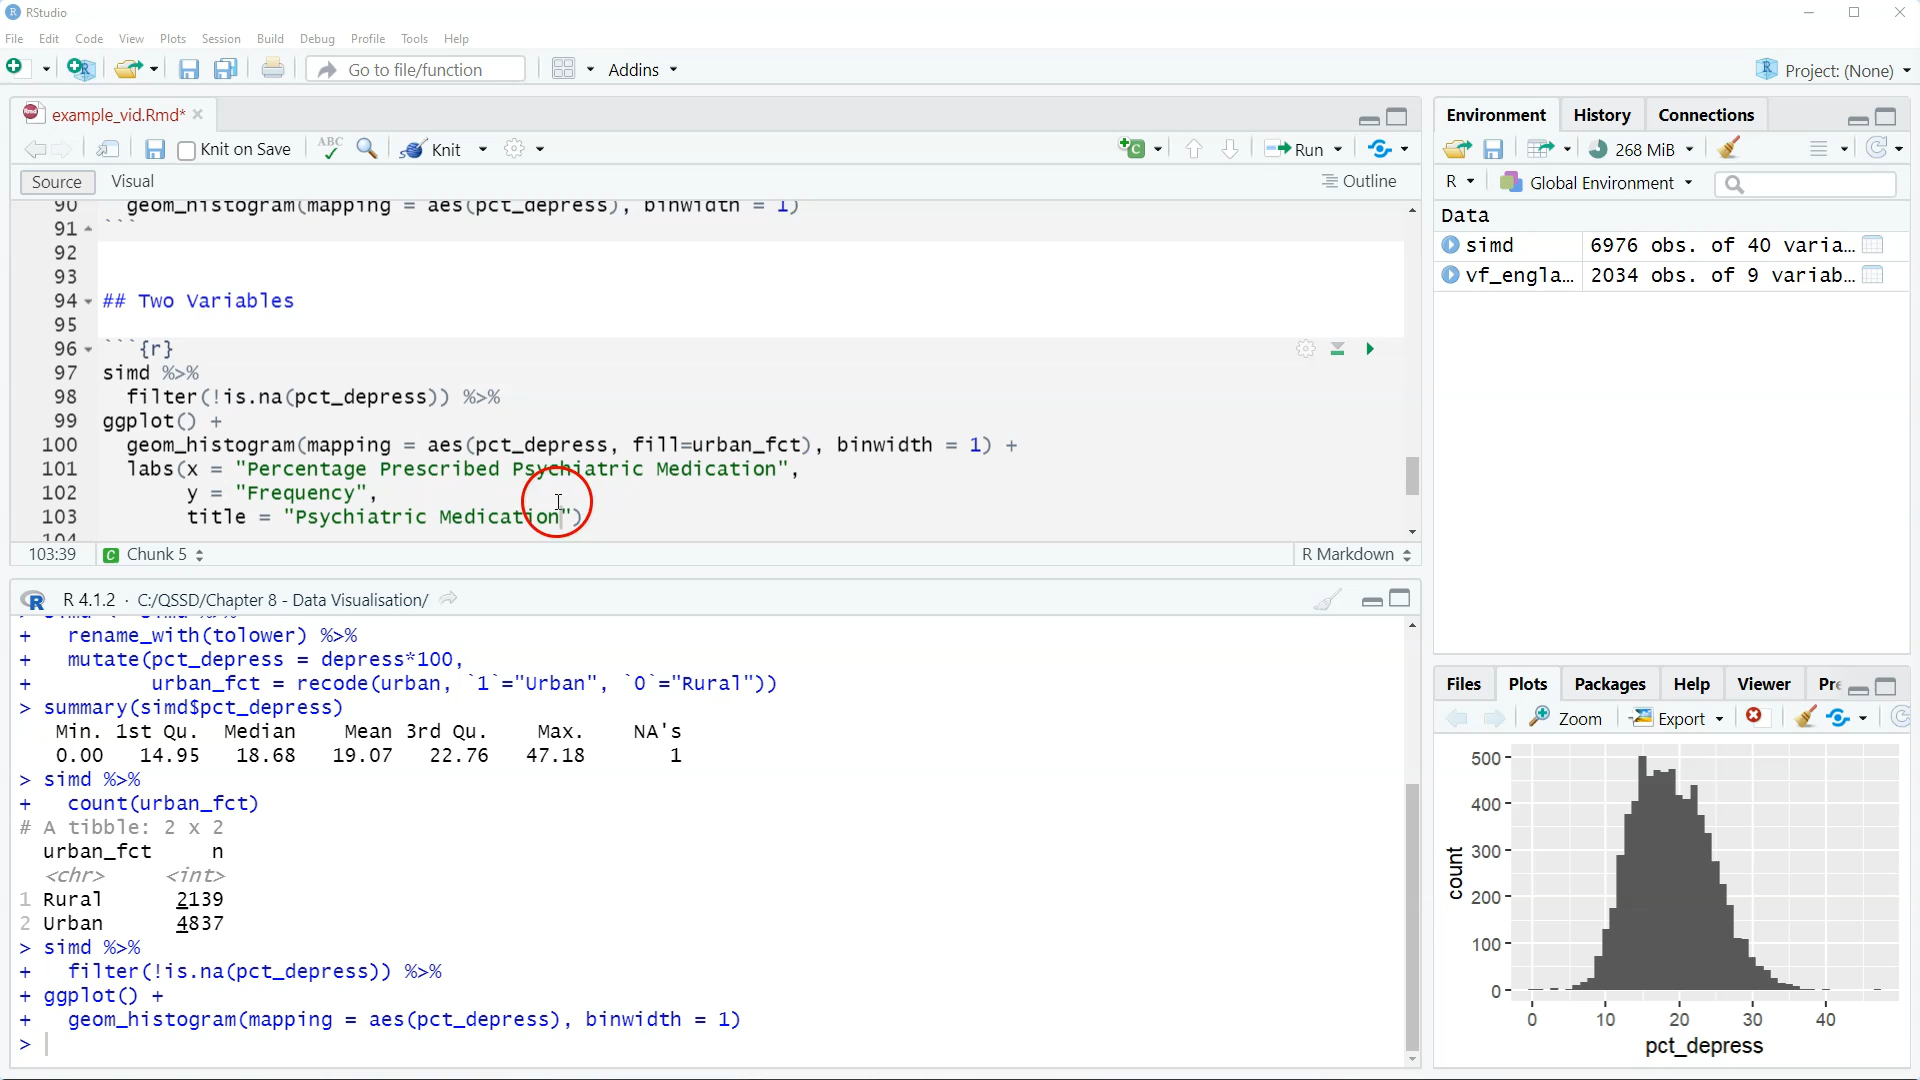 RStudio
File Edit Code View Plots Session Build Debug Profile Tools Help
Go to file/function Addins Project: (None)
example_vid.Rmd*
Knit on Save ABC Knit Run
Source Visual Outline
90 geom_histogram(mapping = aes(pct_depress), binwidth = 1)
91 ```
92
93
94 ## Two Variables
95
96 ```{r}
97 simd %>%
98 filter(!is.na(pct_depress)) %>%
99 ggplot() +
100 geom_histogram(mapping = aes(pct_depress, fill=urban_fct), binwidth = 1) +
101 labs(x = "Percentage Prescribed Psychiatric Medication",
102 y = "Frequency",
103 title = "Psychiatric Medication")
104
103:39 Chunk 5 R Markdown
R 4.1.2 · C:/QSSD/Chapter 8 - Data Visualisation/
+ rename_with(tolower) %>%
+ mutate(pct_depress = depress*100,
+ urban_fct = recode(urban, `1`="Urban", `0`="Rural"))
> summary(simd$pct_depress)
Min. 1st Qu. Median Mean 3rd Qu. Max. NA's
0.00 14.95 18.68 19.07 22.76 47.18 1
> simd %>%
+ count(urban_fct)
# A tibble: 2 x 2
urban_fct n
<chr> <int>
1 Rural 2139
2 Urban 4837
> simd %>%
+ filter(!is.na(pct_depress)) %>%
+ ggplot() +
+ geom_histogram(mapping = aes(pct_depress), binwidth = 1)
>
Environment History Connections
268 MiB
R Global Environment
Data
simd 6976 obs. of 40 varia…
vf_engla… 2034 obs. of 9 variab…
Files Plots Packages Help Viewer
Zoom Export
500
400
300
200
100
0
count
0 10 20 30 40
pct_depress